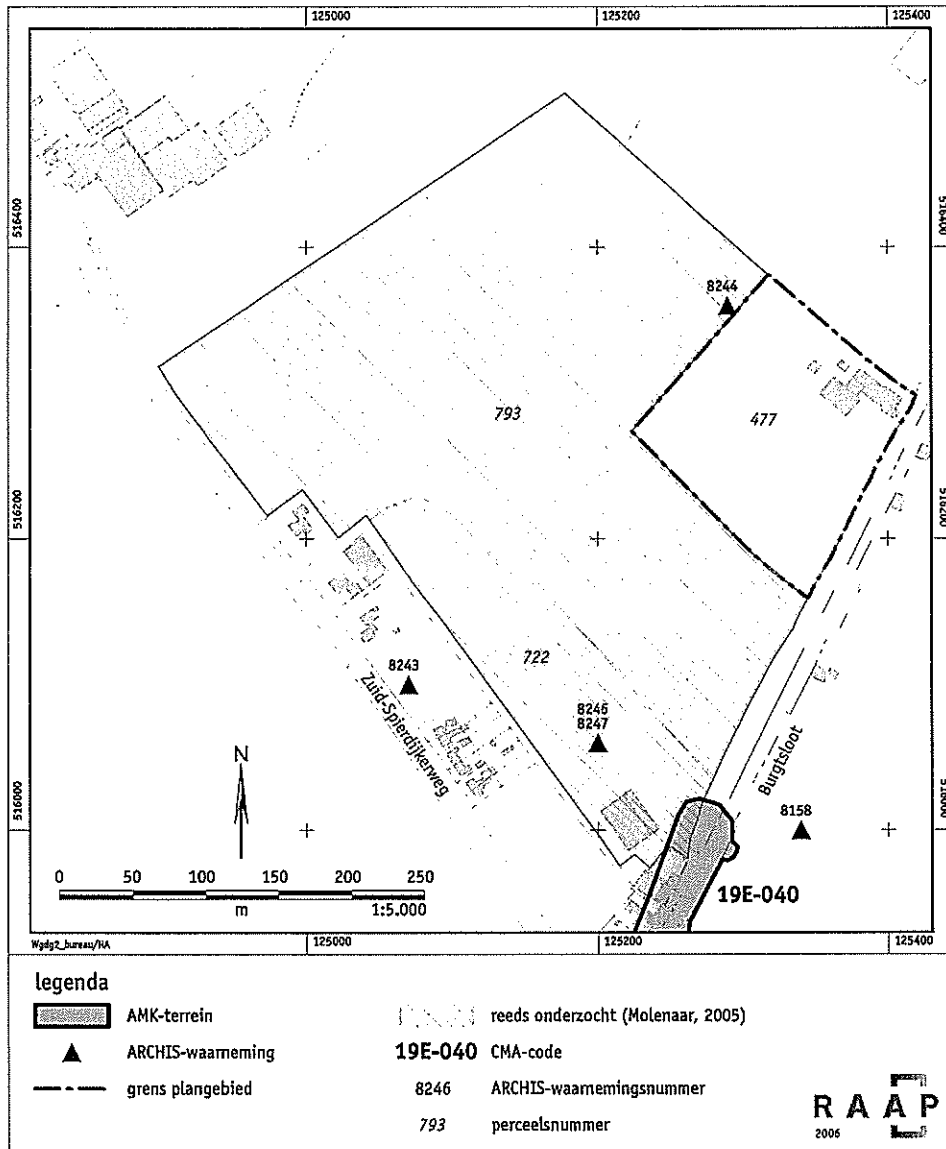 125000 125200 125400
516400 516400
8244
793
477
516200 516200
722
8243
Zuid-Spierdijkerweg
8246
8247
Burgtsloot
N
516000 516000
8158
0 50 100 150 200 250
m 1:5.000
19E-040
Wgdg2_bureau/HA
125000 125200 125400
legenda
AMK-terrein
reeds onderzocht (Molenaar, 2005)
ARCHIS-waarneming
19E-040 CMA-code
grens plangebied
8246 ARCHIS-waarnemingsnummer
793 perceelsnummer
RAAP
2006